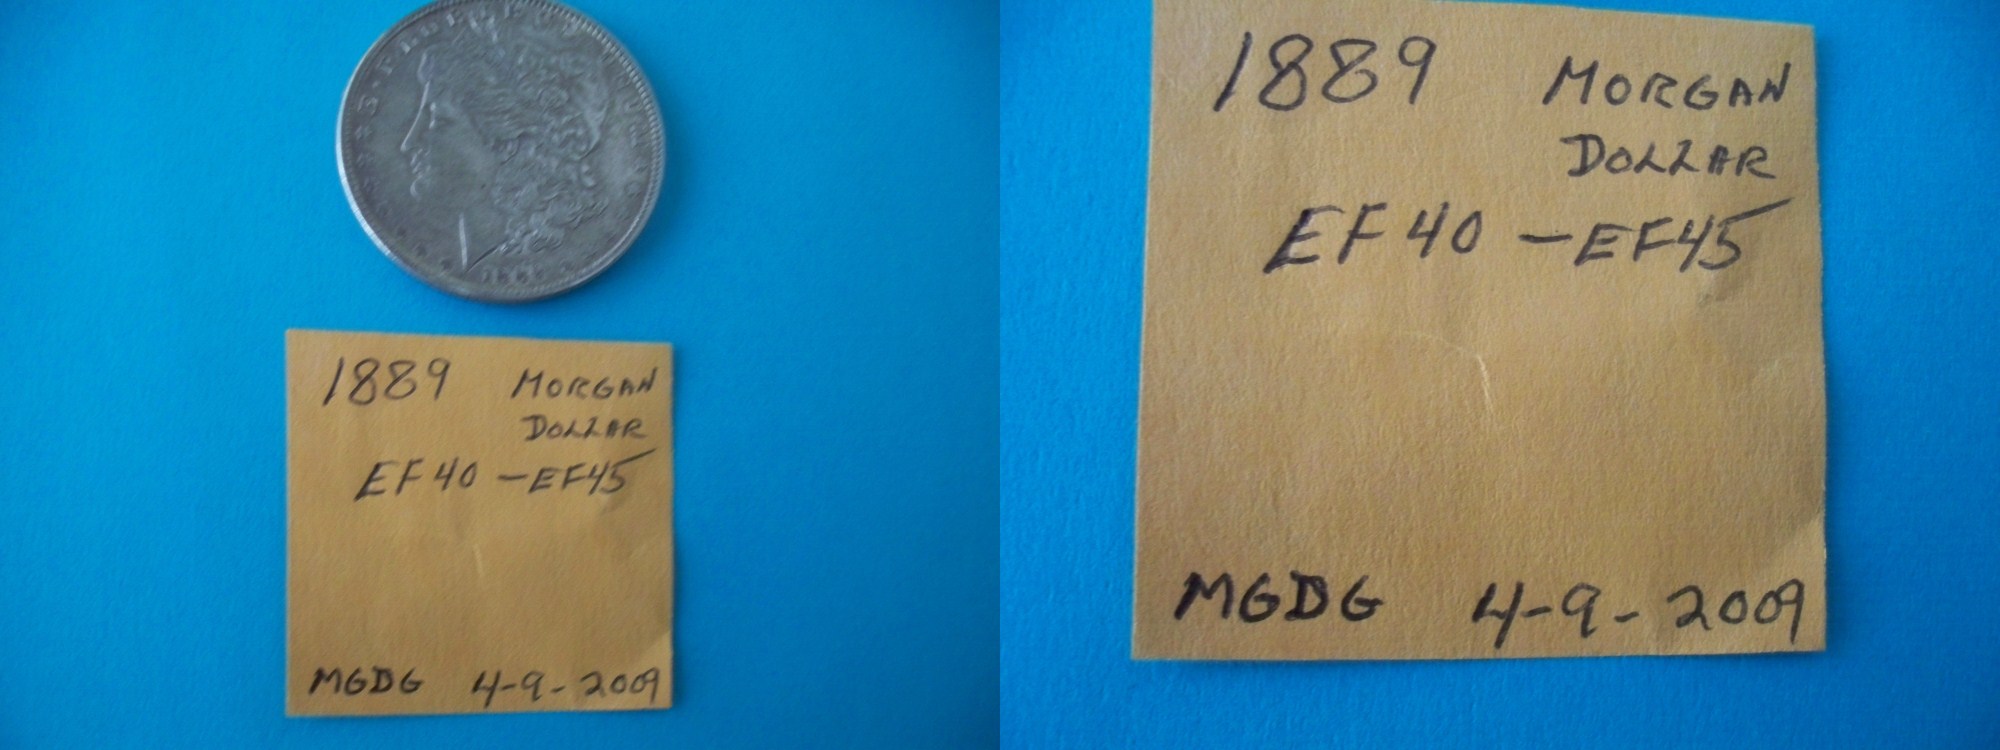 1889 MORGAN
DOLLAR
EF40 - EF45
MGDG 4-9-2009
1889 MORGAN
DOLLAR
EF40 - EF45
MGDG 4-9-2009